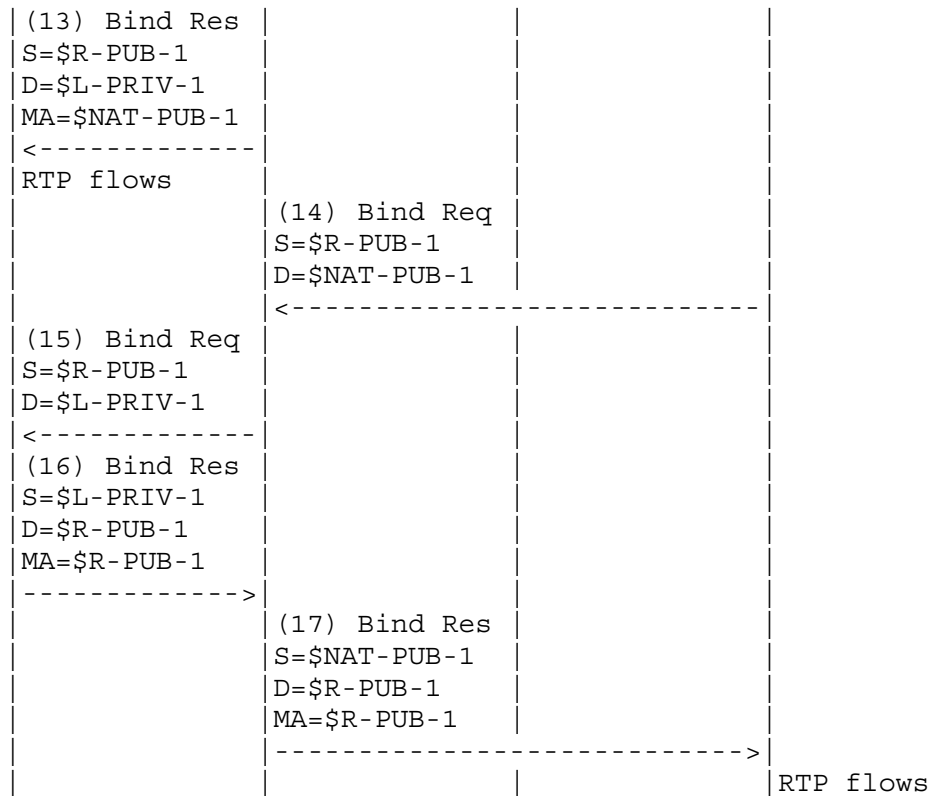 |(13) Bind Res | | |
|S=$R-PUB-1 | | |
|D=$L-PRIV-1 | | |
|MA=$NAT-PUB-1 | | |
|<-------------| | |
|RTP flows | | |
| |(14) Bind Req | |
| |S=$R-PUB-1 | |
| |D=$NAT-PUB-1 | |
| |<----------------------------|
|(15) Bind Req | | |
|S=$R-PUB-1 | | |
|D=$L-PRIV-1 | | |
|<-------------| | |
|(16) Bind Res | | |
|S=$L-PRIV-1 | | |
|D=$R-PUB-1 | | |
|MA=$R-PUB-1 | | |
|------------->| | |
| |(17) Bind Res | |
| |S=$NAT-PUB-1 | |
| |D=$R-PUB-1 | |
| |MA=$R-PUB-1 | |
| |---------------------------->|
| | | |RTP flows